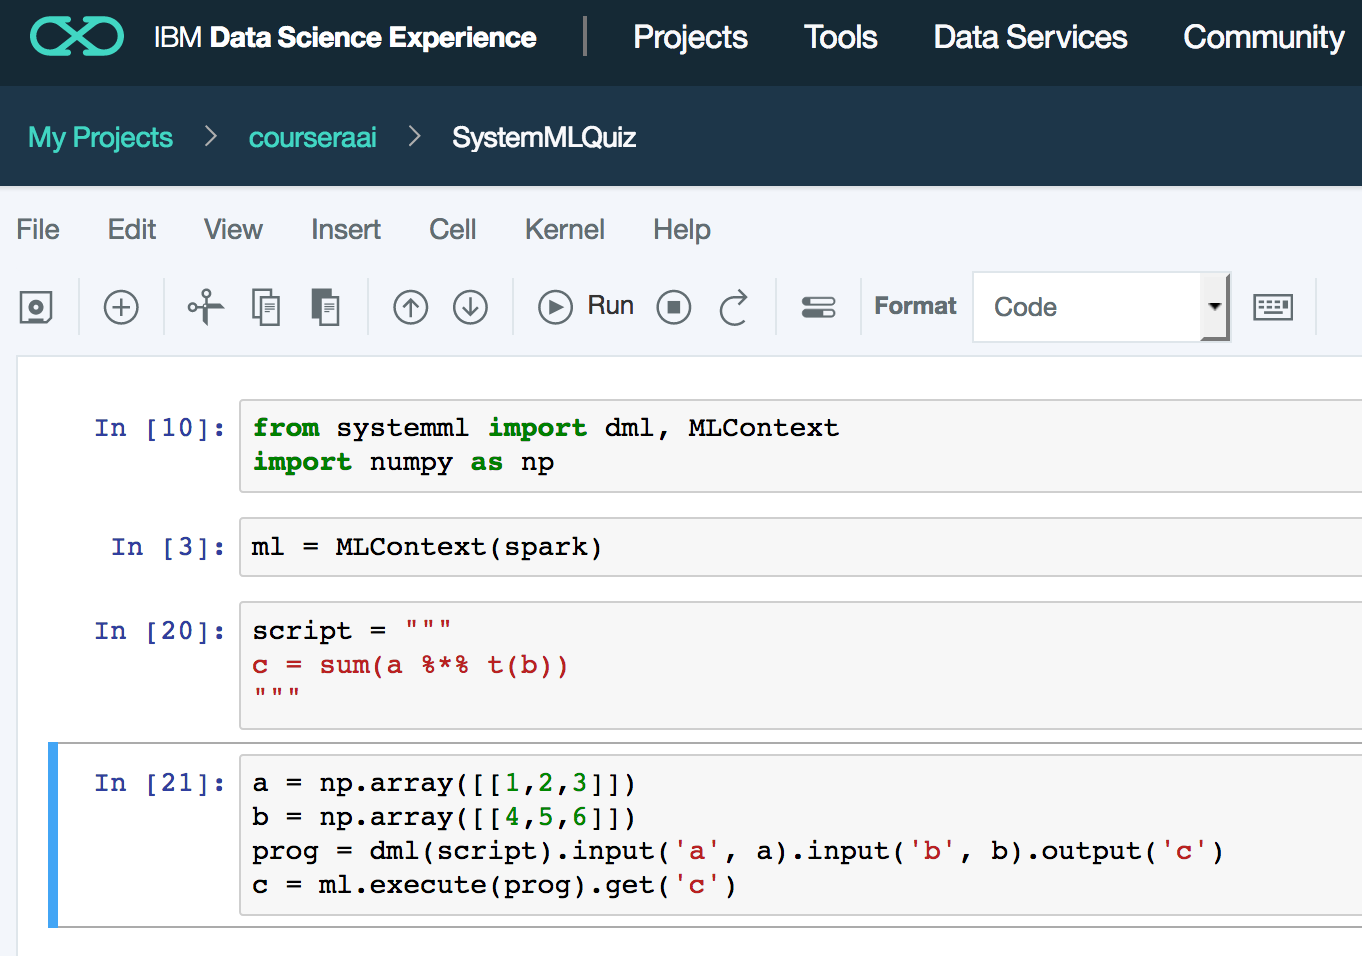 IBM Data Science Experience Projects Tools Data Services Community
My Projects > courseraai > SystemMLQuiz
File Edit View Insert Cell Kernel Help
Run Format Code
In [10]: from systemml import dml, MLContext
import numpy as np
In [3]: ml = MLContext(spark)
In [20]: script = """
c = sum(a %*% t(b))
"""
In [21]: a = np.array([[1,2,3]])
b = np.array([[4,5,6]])
prog = dml(script).input('a', a).input('b', b).output('c')
c = ml.execute(prog).get('c')